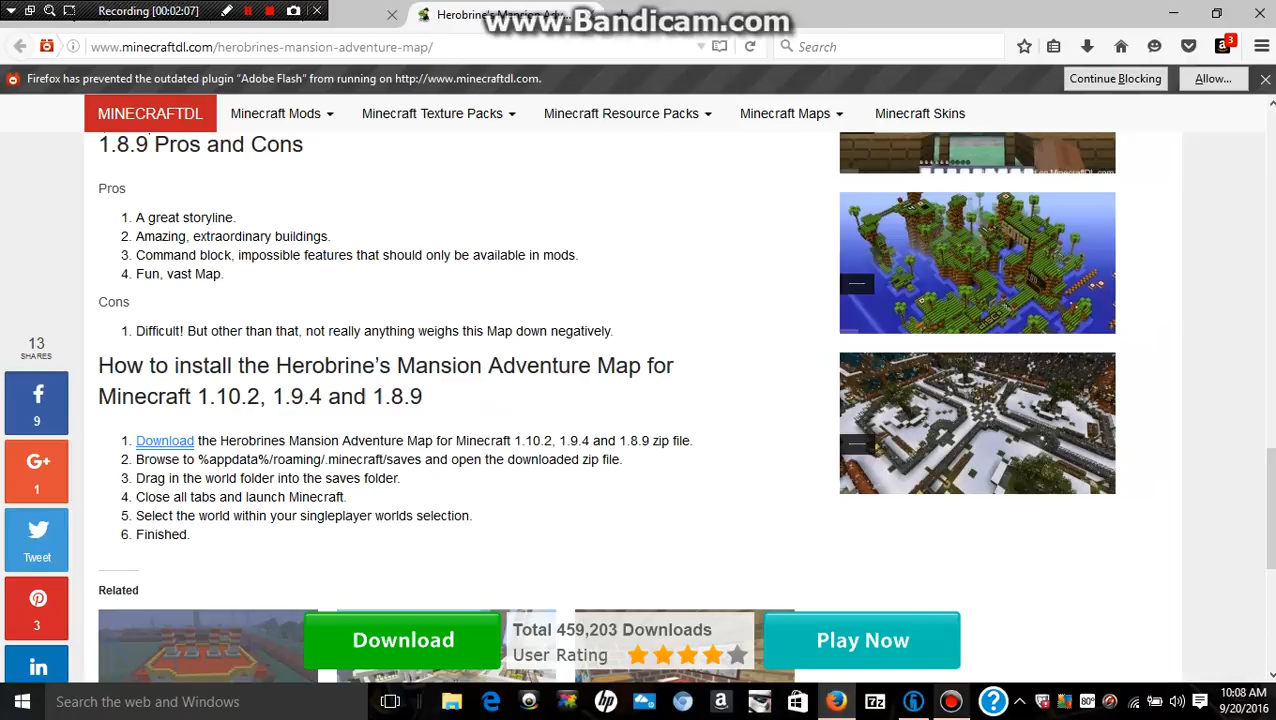 Recording [00:02:07]
Herobrine's Mansion Adv
www.Bandicam.com
www.minecraftdl.com/herobrines-mansion-adventure-map/
Search
3
Firefox has prevented the outdated plugin "Adobe Flash" from running on http://www.minecraftdl.com.
Continue Blocking
Allow...
MINECRAFTDL
Minecraft Mods
Minecraft Texture Packs
Minecraft Resource Packs
Minecraft Maps
Minecraft Skins
1.8.9 Pros and Cons
Pros
1. A great storyline.
2. Amazing, extraordinary buildings.
3. Command block, impossible features that should only be available in mods.
4. Fun, vast Map.
Cons
1. Difficult! But other than that, not really anything weighs this Map down negatively.
How to install the Herobrine's Mansion Adventure Map for
Minecraft 1.10.2, 1.9.4 and 1.8.9
1. Download the Herobrines Mansion Adventure Map for Minecraft 1.10.2, 1.9.4 and 1.8.9 zip file.
2. Browse to %appdata%/roaming/.minecraft/saves and open the downloaded zip file.
3. Drag in the world folder into the saves folder.
4. Close all tabs and launch Minecraft.
5. Select the world within your singleplayer worlds selection.
6. Finished.
Related
13
SHARES
9
G+
1
Tweet
3
in
Download
Total 459,203 Downloads
User Rating
Play Now
Search the web and Windows
80°
10:08 AM
9/20/2016